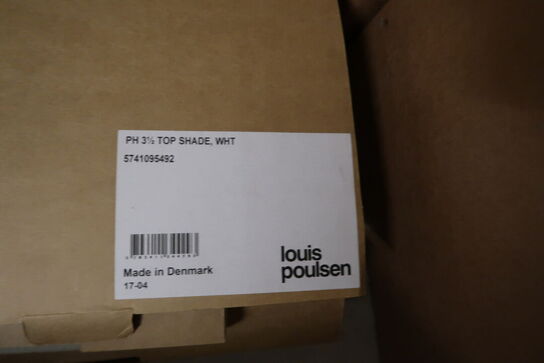 PH 3½ TOP SHADE, WHT
5741095492
Made in Denmark
17-04
louis
poulsen